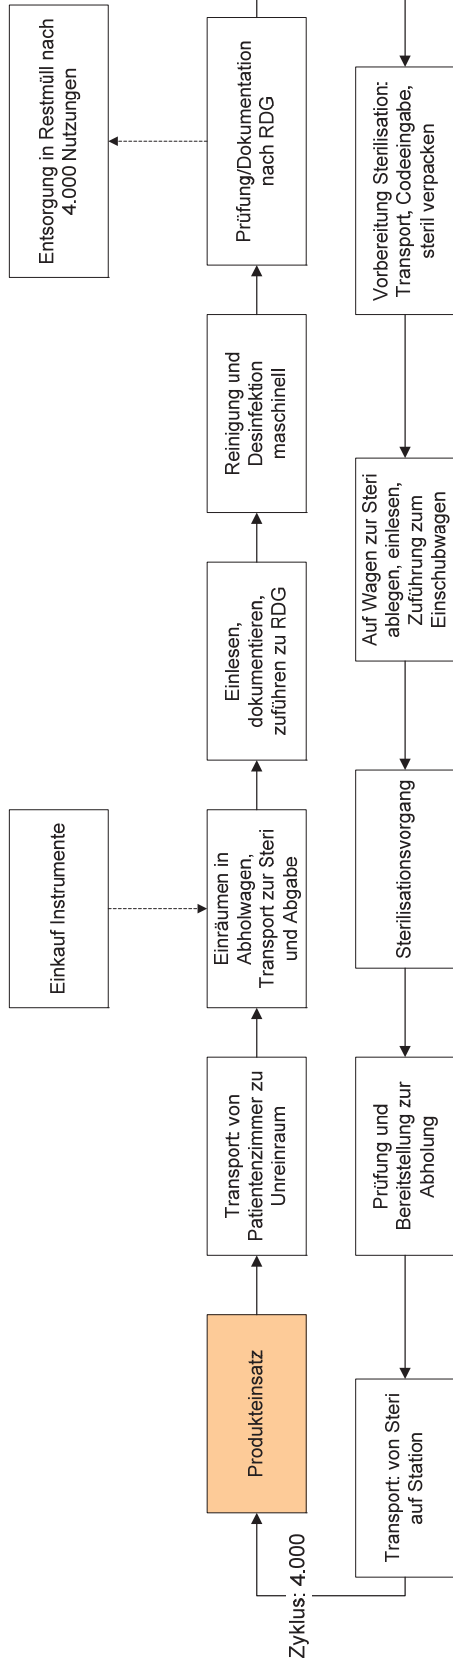 Einkauf Instrumente
Entsorgung in Restmüll nach
4.000 Nutzungen
Produkteinsatz
Transport von
Patientenzimmer zu
Unreinraum
Einräumen in
Abholwagen,
Transport zur Steri
und Abgabe
Einlesen,
dokumentieren,
zuführen zu RDG
Reinigung und
Desinfektion
maschinell
Prüfung/Dokumentation
nach RDG
Zyklus: 4.000
Transport: von Steri
auf Station
Prüfung und
Bereitstellung zur
Abholung
Sterilisationsvorgang
Auf Wagen zur Steri
ablegen, einlesen,
Zuführung zum
Einschubwagen
Vorbereitung Sterilisation:
Transport, Codeeingabe,
steril verpacken